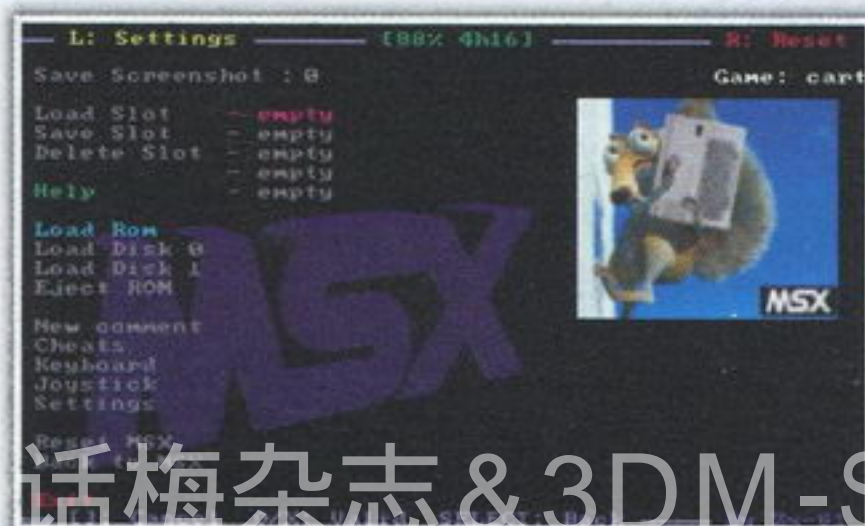 L: Settings [88% 4h16] R: Reset
Save Screenshot : 0
Game: cart
Load Slot - empty
Save Slot - empty
Delete Slot - empty
- empty
Help - empty
Load Rom
Load Disk 0
Load Disk 1
Eject ROM
New comment
Cheats
Keyboard
Joystick
Settings
Reset MSX
MSX
MSX
话梅杂志&3DM-S